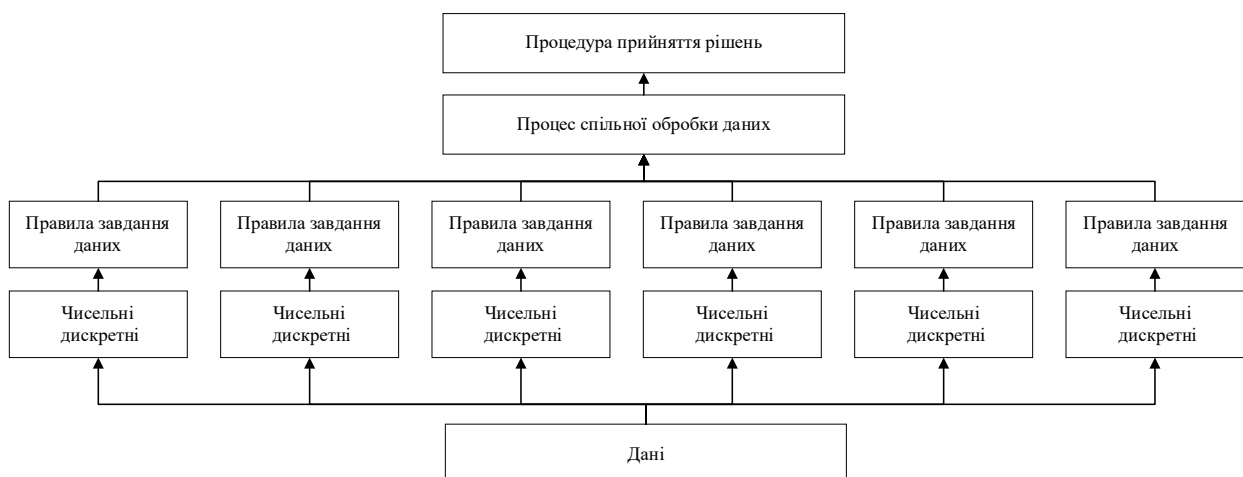 Процедура прийняття рішень
Процес спільної обробки даних
Правила завдання
даних
Правила завдання
даних
Правила завдання
даних
Правила завдання
даних
Правила завдання
даних
Правила завдання
даних
Чисельні
дискретні
Чисельні
дискретні
Чисельні
дискретні
Чисельні
дискретні
Чисельні
дискретні
Чисельні
дискретні
Дані